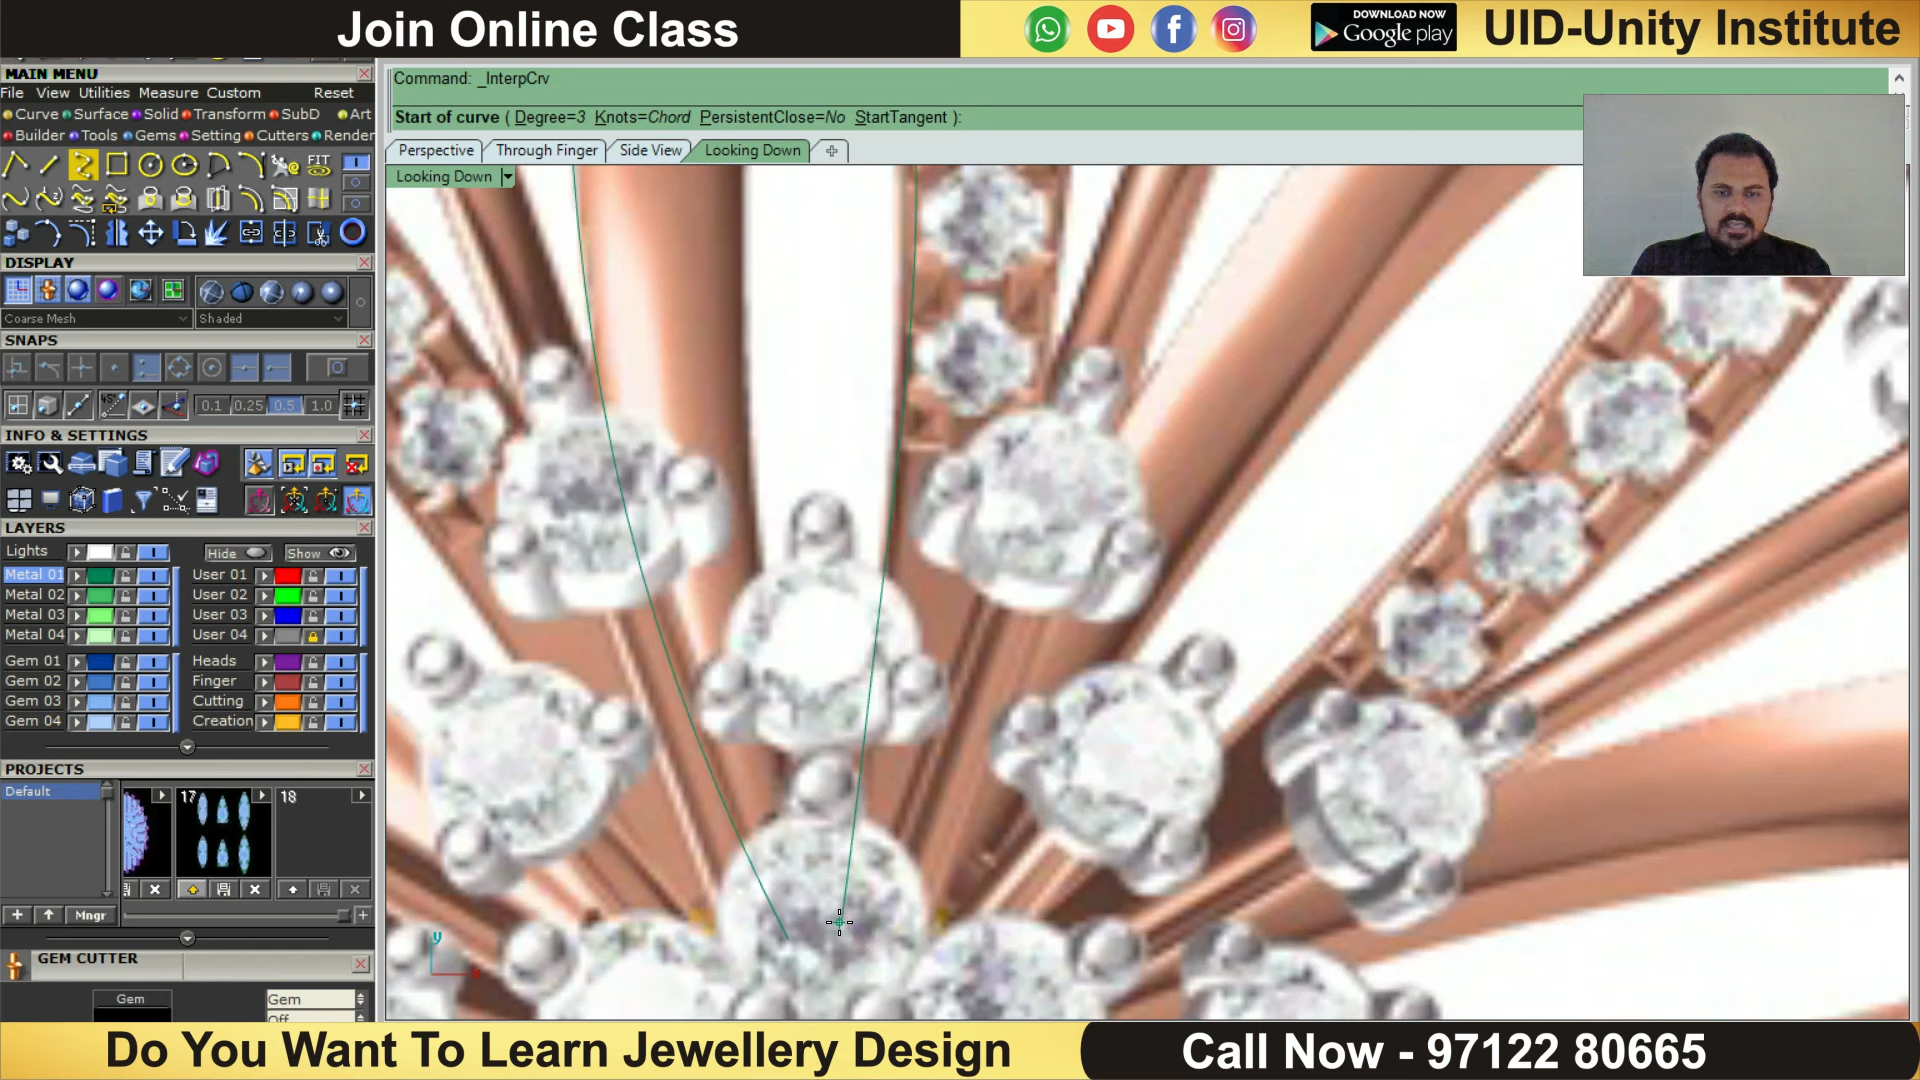 Join Online Class
DOWNLOAD NOW
Google play
UID-Unity Institute
MAIN MENU
File View Utilities Measure Custom Reset
Curve Surface Solid Transform SubD Art
Builder Tools Gems Setting Cutters Render
FIT
DISPLAY
Coarse Mesh Shaded
SNAPS
45°
0.1 0.25 0.5 1.0
INFO & SETTINGS
LAYERS
Lights Hide Show
Metal 01 User 01
Metal 02 User 02
Metal 03 User 03
Metal 04 User 04
Gem 01 Heads
Gem 02 Finger
Gem 03 Cutting
Gem 04 Creation
PROJECTS
Default
17 18
Mngr
GEM CUTTER
Gem Gem
Off
Command: _InterpCrv
Start of curve ( Degree=3 Knots=Chord PersistentClose=No StartTangent ):
Perspective Through Finger Side View Looking Down
Looking Down
y
Do You Want To Learn Jewellery Design
Call Now - 97122 80665